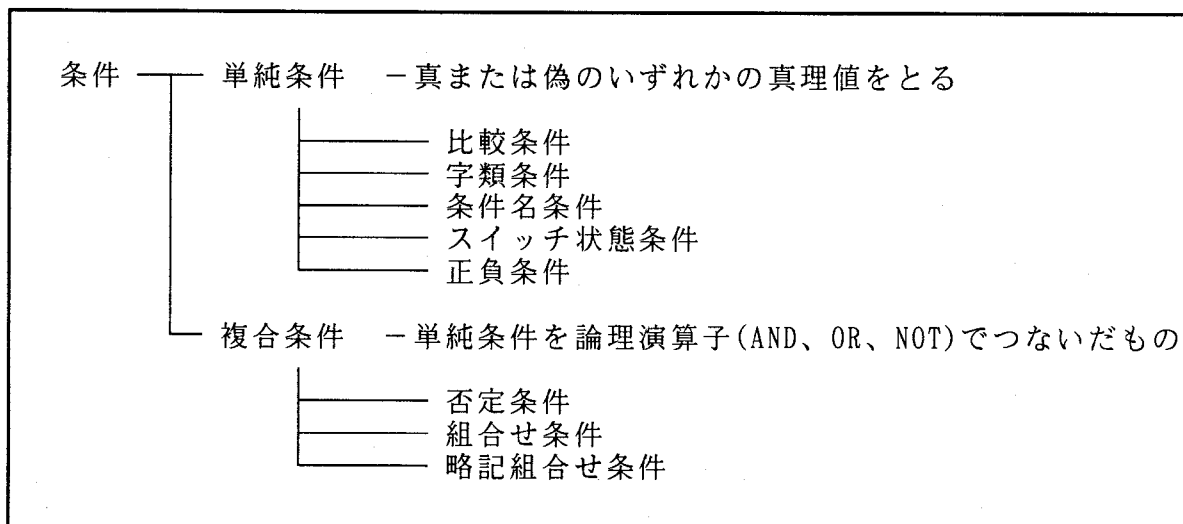 条件 単純条件 －真または偽のいずれかの真理値をとる
比較条件
字類条件
条件名条件
スイッチ状態条件
正負条件
複合条件 －単純条件を論理演算子(AND、OR、NOT)でつないだもの
否定条件
組合せ条件
略記組合せ条件